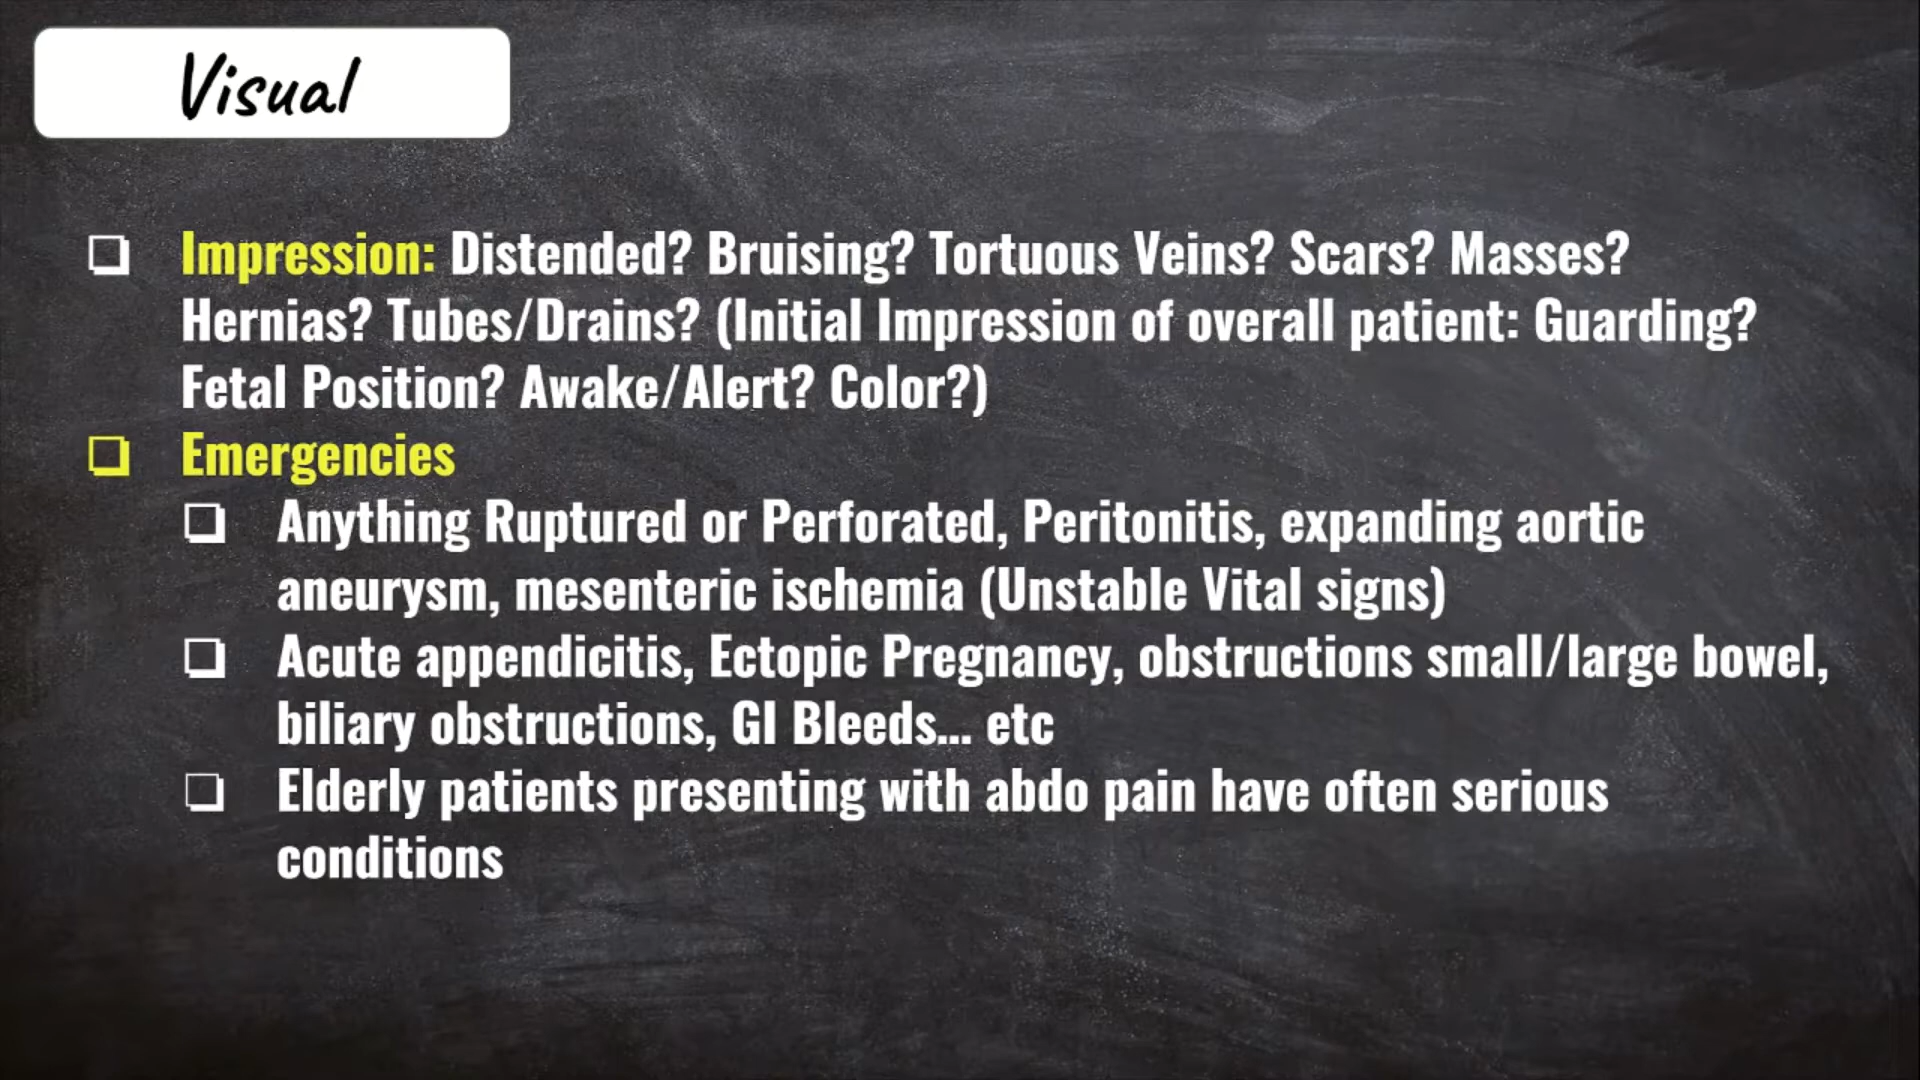 Visual
Impression: Distended? Bruising? Tortuous Veins? Scars? Masses?
Hernias? Tubes/Drains? (Initial Impression of overall patient: Guarding?
Fetal Position? Awake/Alert? Color?)
Emergencies
Anything Ruptured or Perforated, Peritonitis, expanding aortic
aneurysm, mesenteric ischemia (Unstable Vital signs)
Acute appendicitis, Ectopic Pregnancy, obstructions small/large bowel,
biliary obstructions, GI Bleeds... etc
Elderly patients presenting with abdo pain have often serious
conditions